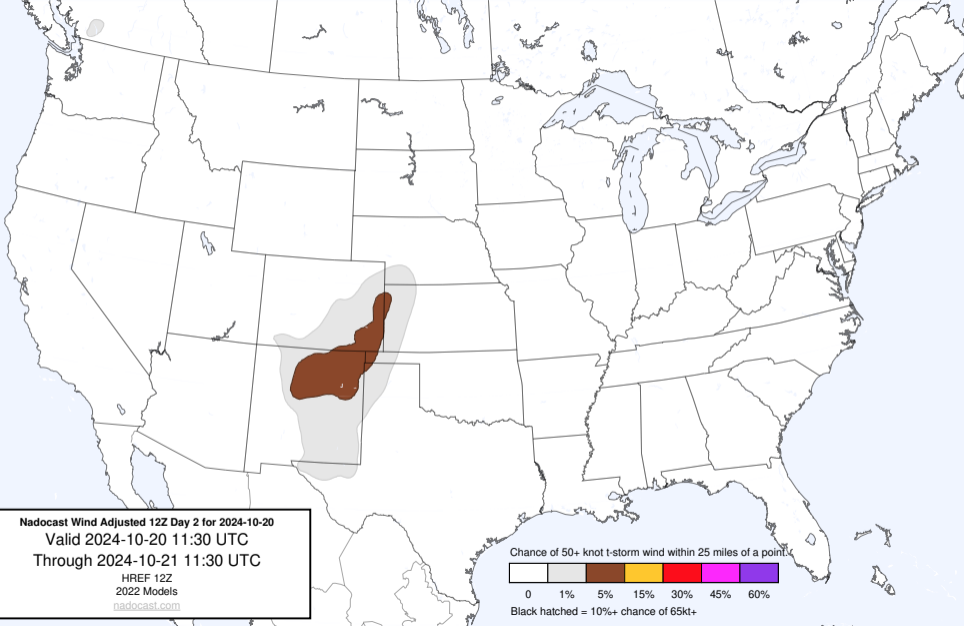 Nadocast Wind Adjusted 12Z Day 2 for 2024-10-20
Valid 2024-10-20 11:30 UTC
Through 2024-10-21 11:30 UTC
HREF 12Z
2022 Models
nadocast.com
Chance of 50+ knot t-storm wind within 25 miles of a point.
0 1% 5% 15% 30% 45% 60%
Black hatched = 10%+ chance of 65kt+